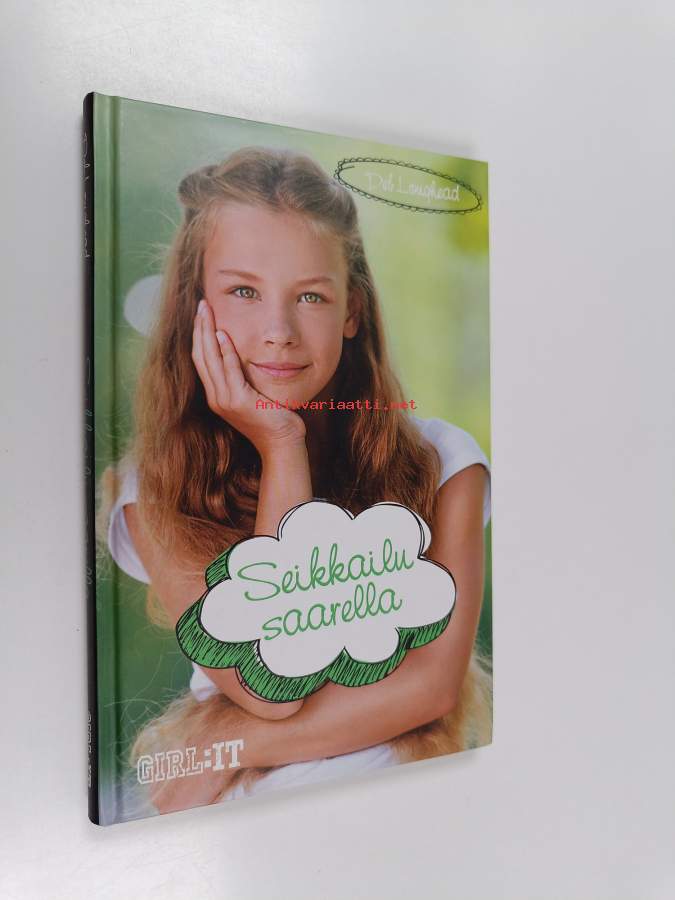 Deb Loughead
Antikvariaatti.net
Seikkailu
saarella
GIRL:IT